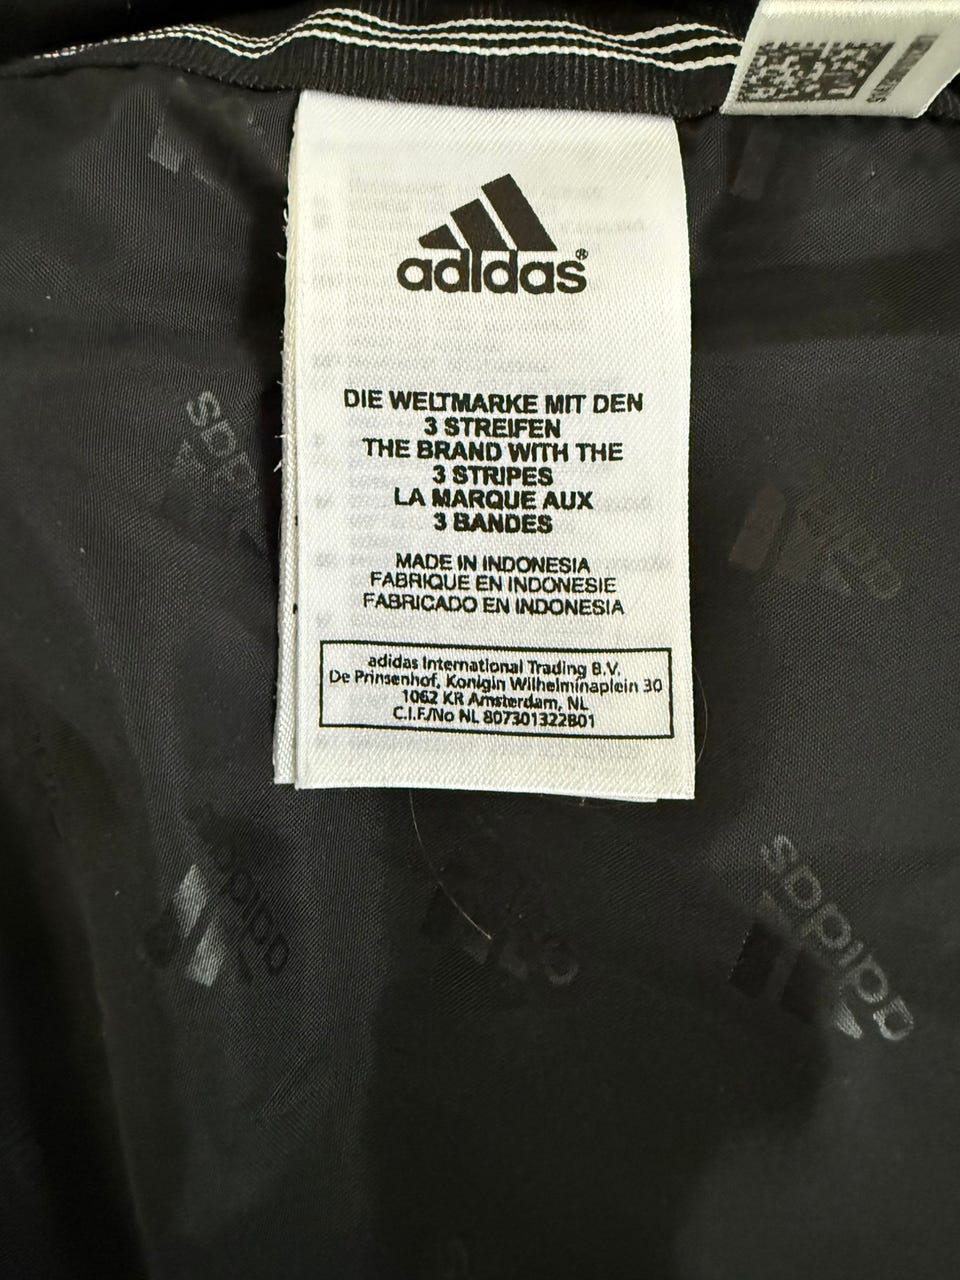 adidas®
DIE WELTMARKE MIT DEN
3 STREIFEN
THE BRAND WITH THE
3 STRIPES
LA MARQUE AUX
3 BANDES
MADE IN INDONESIA
FABRIQUE EN INDONESIE
FABRICADO EN INDONESIA
adidas International Trading B.V.
De Prinsenhof, Konigin Wilhelminaplein 30
1062 KR Amsterdam, NL
C.I.F./No NL 807301322B01
adidas
adidas